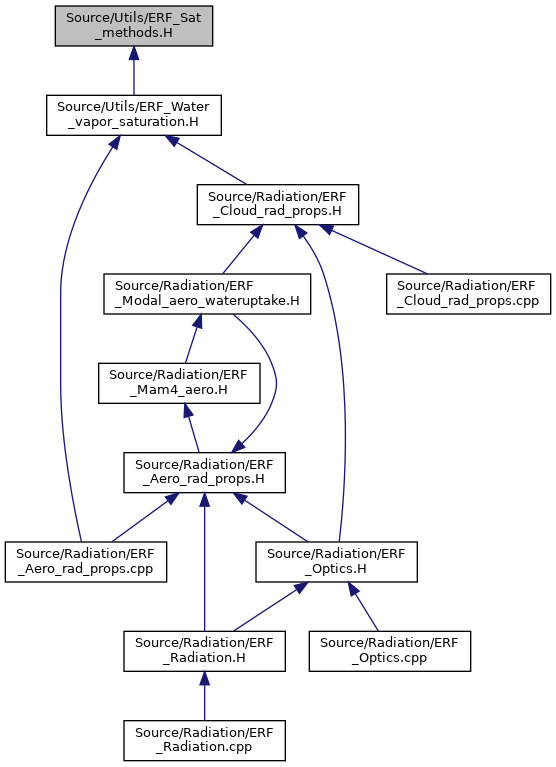 Source/Utils/ERF_Sat
_methods.H
Source/Utils/ERF_Water
_vapor_saturation.H
Source/Radiation/ERF
_Cloud_rad_props.H
Source/Radiation/ERF
_Modal_aero_wateruptake.H
Source/Radiation/ERF
_Cloud_rad_props.cpp
Source/Radiation/ERF
_Mam4_aero.H
Source/Radiation/ERF
_Aero_rad_props.H
Source/Radiation/ERF
_Aero_rad_props.cpp
Source/Radiation/ERF
_Optics.H
Source/Radiation/ERF
_Radiation.H
Source/Radiation/ERF
_Optics.cpp
Source/Radiation/ERF
_Radiation.cpp